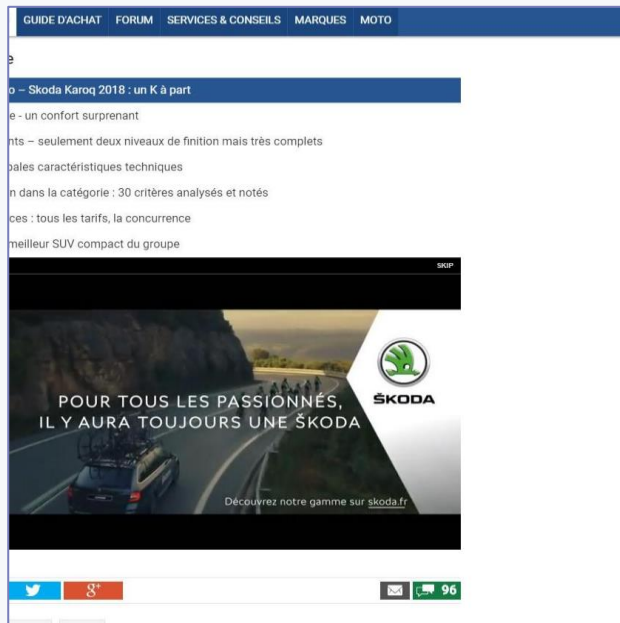 GUIDE D'ACHAT FORUM SERVICES & CONSEILS MARQUES MOTO
e
o – Skoda Karoq 2018 : un K à part
e - un confort surprenant
nts – seulement deux niveaux de finition mais très complets
pales caractéristiques techniques
n dans la catégorie : 30 critères analysés et notés
ces : tous les tarifs, la concurrence
meilleur SUV compact du groupe
SKIP
POUR TOUS LES PASSIONNÉS,
IL Y AURA TOUJOURS UNE ŠKODA
ŠKODA
Découvrez notre gamme sur skoda.fr
g+
96